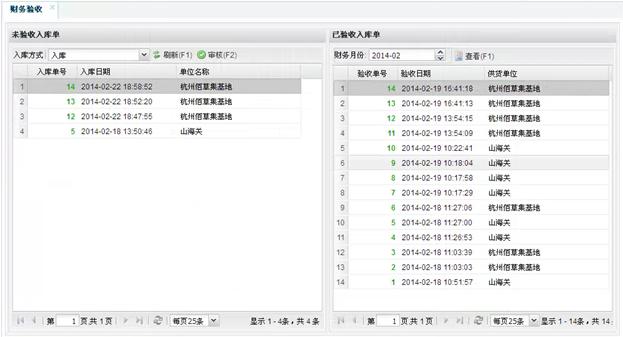 财务验收
未验收入库单
入库方式 入库 刷新(F1) 审核(F2)
入库单号 入库日期 单位名称
1 14 2014-02-22 18:58:52 杭州佰草集基地
2 13 2014-02-22 18:52:20 杭州佰草集基地
3 12 2014-02-22 18:47:55 杭州佰草集基地
4 5 2014-02-18 13:50:46 山海关
第 1 页共 1 页 每页25条 显示 1 - 4条，共 4 条
已验收入库单
财务月份: 2014-02 查看(F1)
验收单号 验收日期 供货单位
1 14 2014-02-19 16:41:18 杭州佰草集基地
2 13 2014-02-19 16:41:13 杭州佰草集基地
3 12 2014-02-19 13:54:15 杭州佰草集基地
4 11 2014-02-19 13:54:09 杭州佰草集基地
5 10 2014-02-19 10:22:41 山海关
6 9 2014-02-19 10:18:04 山海关
7 8 2014-02-19 10:17:58 山海关
8 7 2014-02-19 10:17:29 山海关
9 6 2014-02-18 11:27:06 杭州佰草集基地
10 5 2014-02-18 11:27:00 山海关
11 4 2014-02-18 11:26:53 山海关
12 3 2014-02-18 11:03:39 杭州佰草集基地
13 2 2014-02-18 11:03:03 杭州佰草集基地
14 1 2014-02-18 10:51:57 山海关
第 1 页共 1 页 每页25条 显示 1 - 14条，共 14